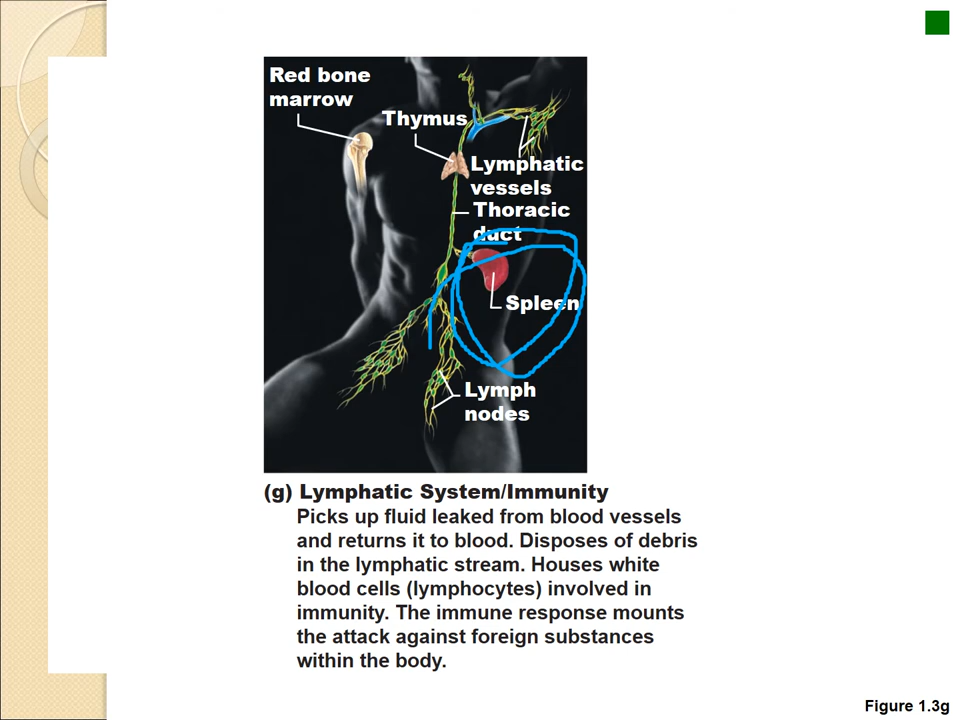 Red bone
marrow
Thymus
Lymphatic
vessels
Thoracic
duct
Spleen
Lymph
nodes
(g) Lymphatic System/Immunity
Picks up fluid leaked from blood vessels
and returns it to blood. Disposes of debris
in the lymphatic stream. Houses white
blood cells (lymphocytes) involved in
immunity. The immune response mounts
the attack against foreign substances
within the body.
Figure 1.3g